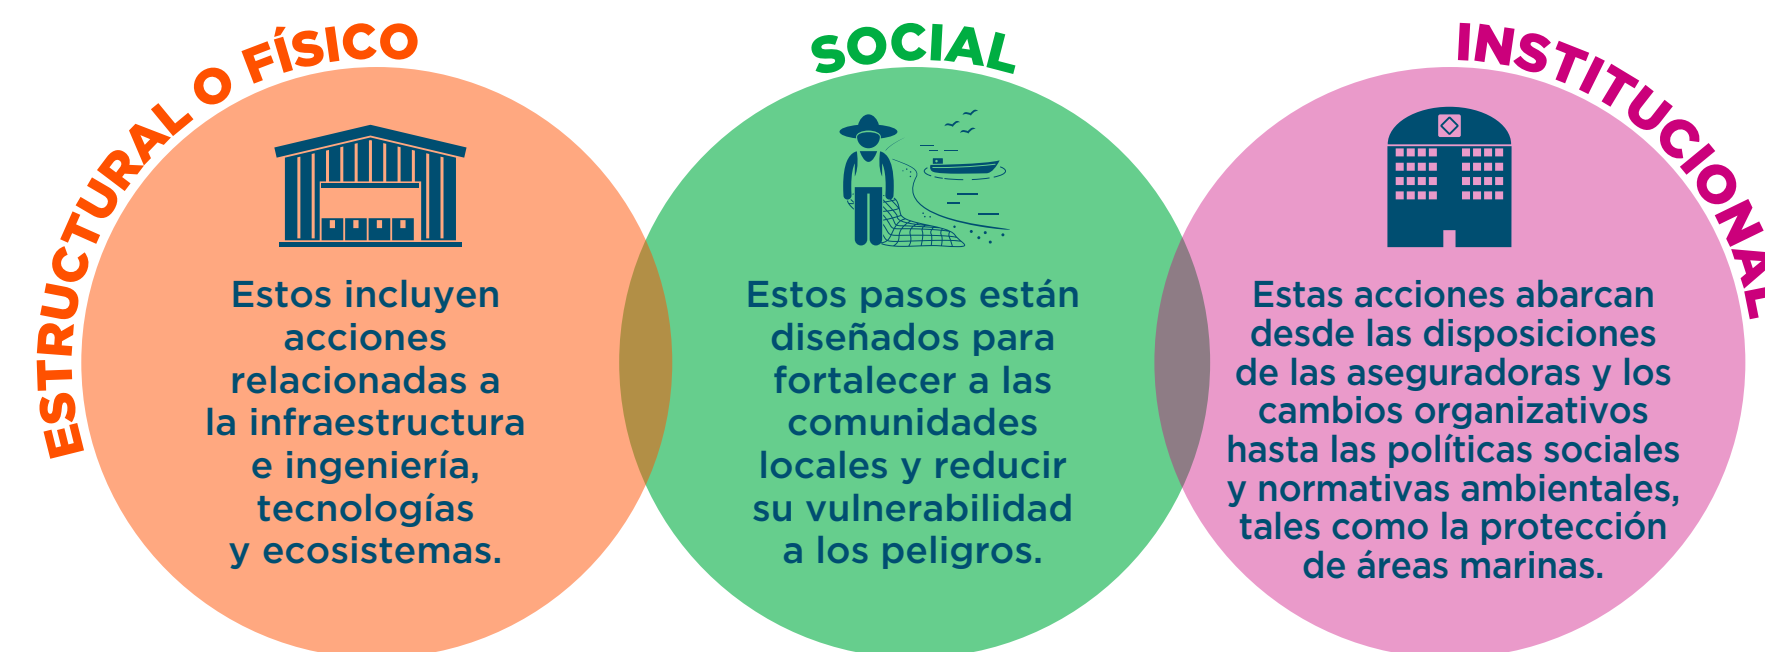 ESTRUCTURAL O FÍSICO
Estos incluyen
acciones
relacionadas a
la infraestructura
e ingeniería,
tecnologías
y ecosistemas.
SOCIAL
Estos pasos están
diseñados para
fortalecer a las
comunidades
locales y reducir
su vulnerabilidad
a los peligros.
INSTITUCIONAL
Estas acciones abarcan
desde las disposiciones
de las aseguradoras y los
cambios organizativos
hasta las políticas sociales
y normativas ambientales,
tales como la protección
de áreas marinas.